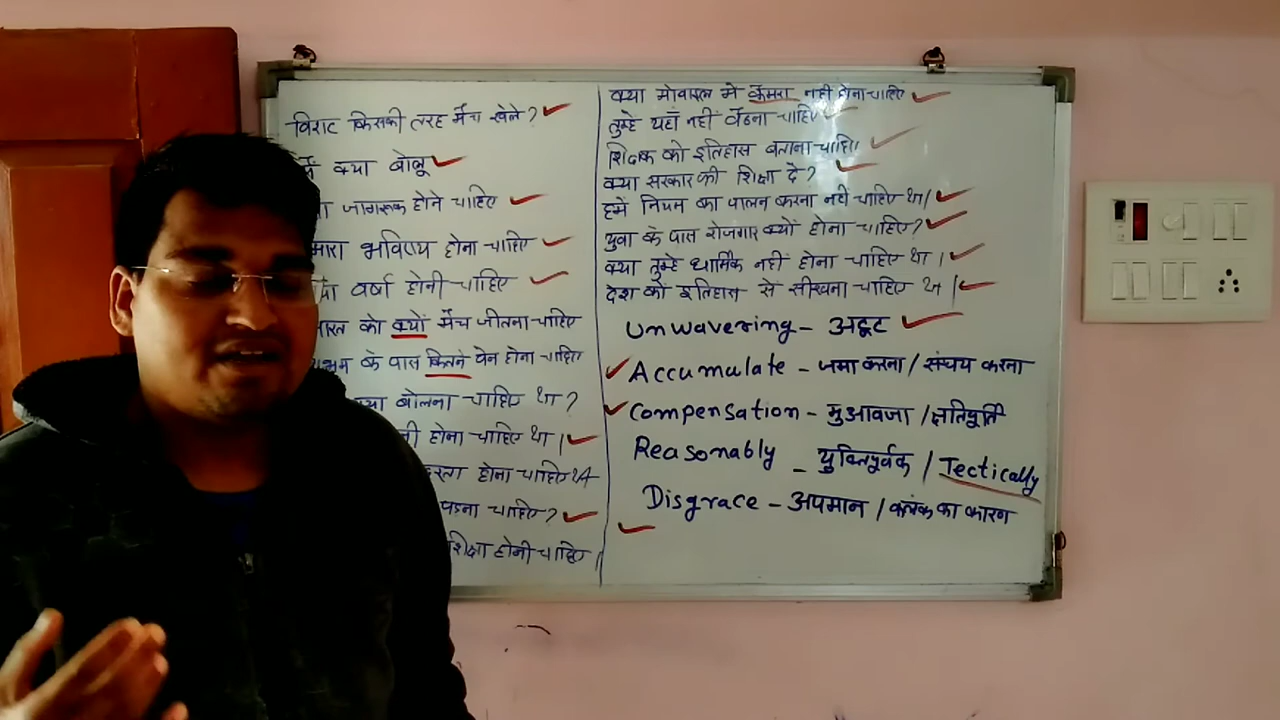 विराट किसकी तरह मैच खेले?
क्या बोलू
जागरूक होने चाहिए
भविष्य होना चाहिए
वर्षा होनी चाहिए
को क्यों मैच जीतना चाहिए
के पास कितने पेन होना चाहिए
बोलना चाहिए था?
होना चाहिए था।
होना चाहिए था
चाहिए?
शिक्षा होनी चाहिए।
क्या मोबाइल मे कैमरा नही होना चाहिए
तुम्हे यहाँ नहीं बैठना चाहिए
शिक्षक को इतिहास बताना चाहिए
क्या सरकार फ्री शिक्षा दे?
हमें नियम का पालन करना नही चाहिए था।
युवा के पास रोजगार क्यों होना चाहिए?
क्या तुम्हे धार्मिक नहीं होना चाहिए था।
देश को इतिहास से सीखना चाहिए था।
Unwavering – अटूट
Accumulate – जमा करना / संचय करना
Compensation – मुआवजा / क्षतिपूर्ति
Reasonably – युक्तिपूर्वक / Tectically
Disgrace – अपमान / कलंक का कारण